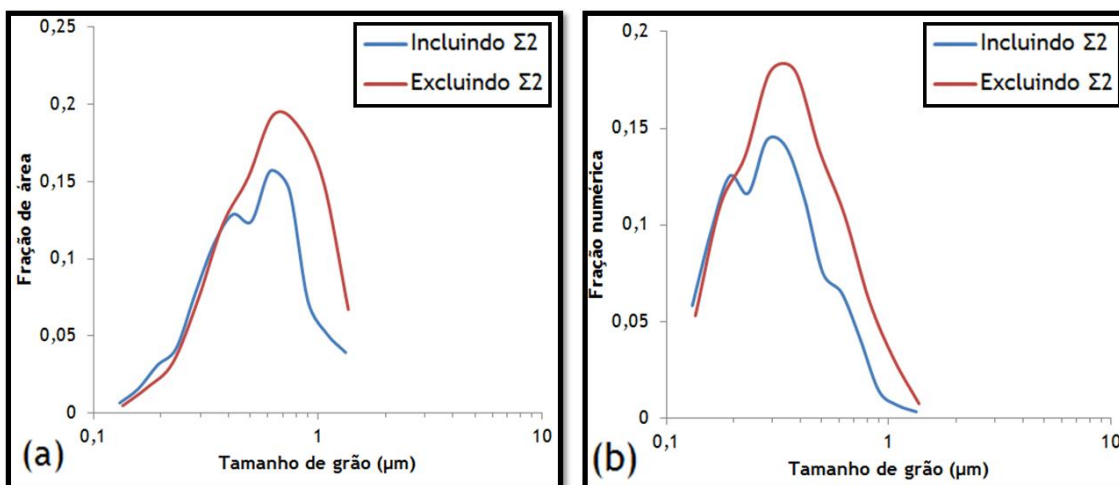 0,25
0,2
0,15
0,1
0,05
0
0,1
1
10
Fração de área
Tamanho de grão (µm)
Incluindo Σ2
Excluindo Σ2
(a)
0,2
0,15
0,1
0,05
0
0,1
1
10
Fração numérica
Tamanho de grão (µm)
Incluindo Σ2
Excluindo Σ2
(b)